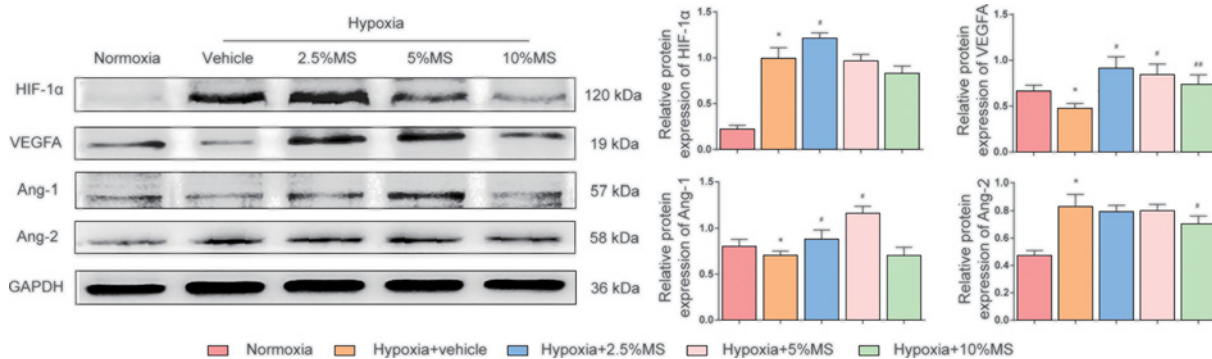 Hypoxia
Normoxia Vehicle 2.5%MS 5%MS 10%MS
HIF-1α 120 kDa
VEGFA 19 kDa
Ang-1 57 kDa
Ang-2 58 kDa
GAPDH 36 kDa
Relative protein
expression of HIF-1α
1.5
1.0
0.5
0.0
* #
Relative protein
expression of VEGFA
1.5
1.0
0.5
0.0
* # # ##
Relative protein
expression of Ang-1
1.5
1.0
0.5
0.0
* # #
Relative protein
expression of Ang-2
1.0
0.8
0.6
0.4
0.2
0.0
* #
Normoxia Hypoxia+vehicle Hypoxia+2.5%MS Hypoxia+5%MS Hypoxia+10%MS